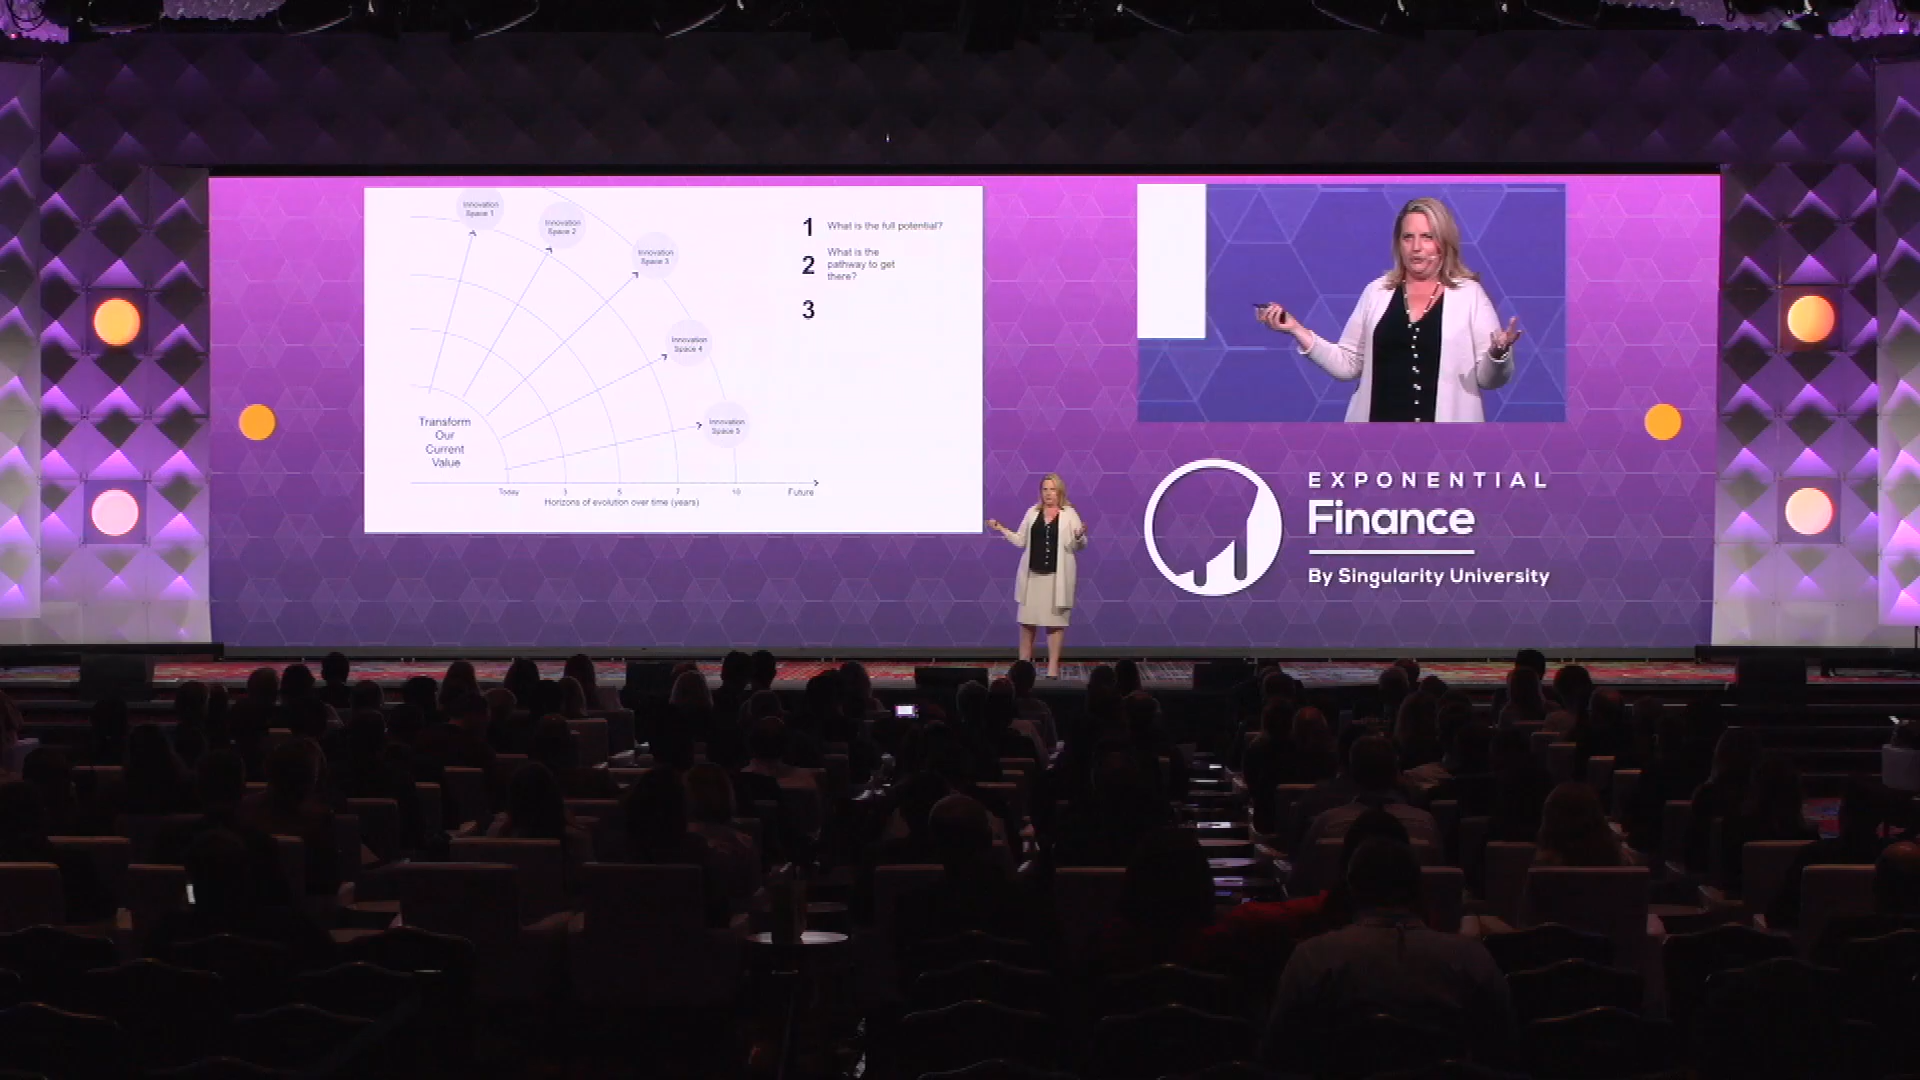 Innovation
Space 1
Innovation
Space 2
Innovation
Space 3
Innovation
Space 4
Innovation
Space 5
Transform
Our
Current
Value
Today
3
5
7
10
Future
Horizons of evolution over time (years)
1 What is the full potential?
2 What is the
pathway to get
there?
3
EXPONENTIAL
Finance
By Singularity University